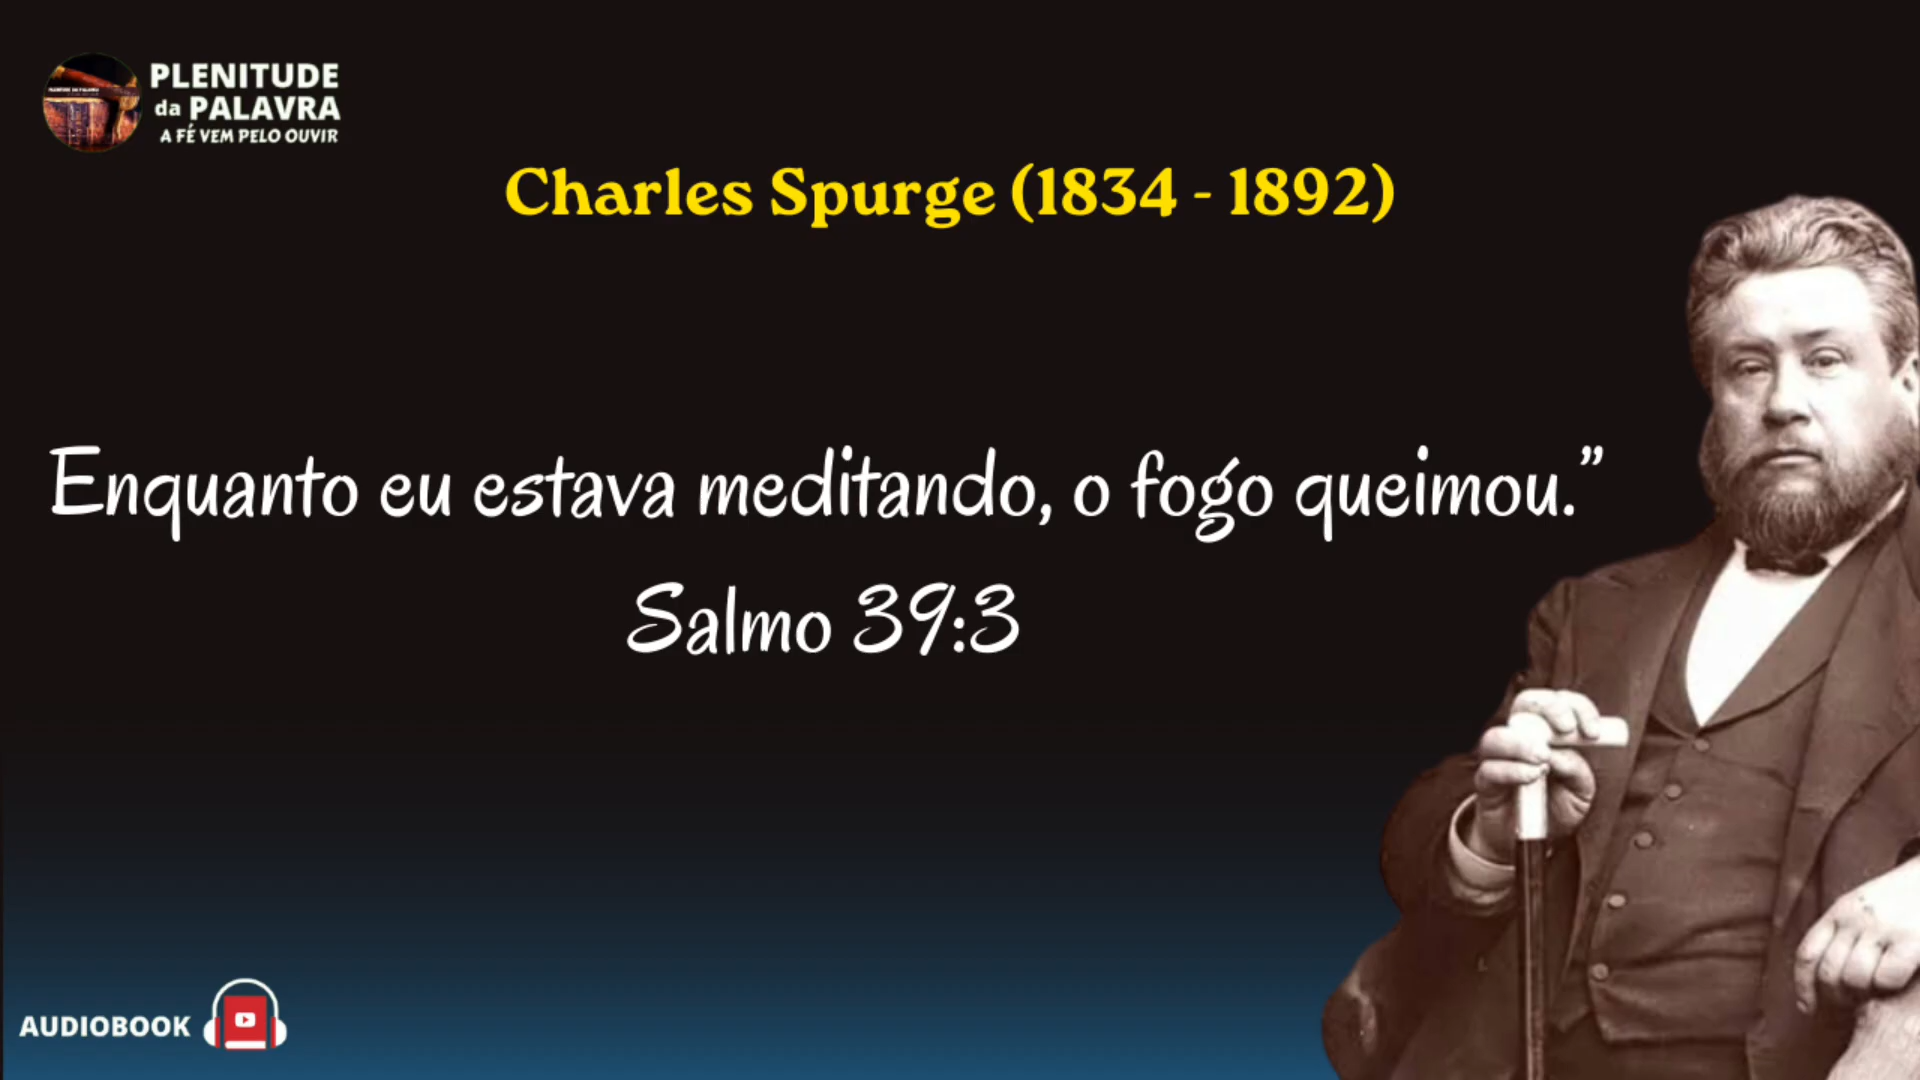 PLENITUDE
da PALAVRA
A FÉ VEM PELO OUVIR
Charles Spurge (1834 - 1892)
Enquanto eu estava meditando, o fogo queimou.”
Salmo 39:3
AUDIOBOOK